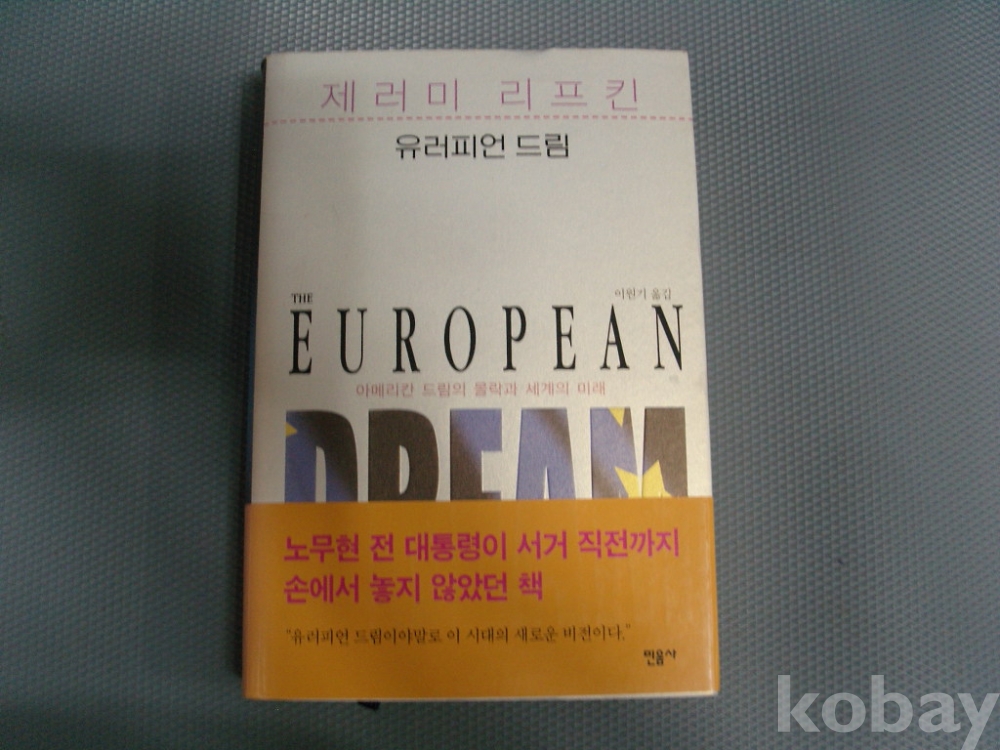 제러미 리프킨
유러피언 드림
THE
이원기 옮김
EUROPEAN
아메리칸 드림의 몰락과 세계의 미래
DREAM
노무현 전 대통령이 서거 직전까지
손에서 놓지 않았던 책
“유러피언 드림이야말로 이 시대의 새로운 비전이다.”
민음사
kobay